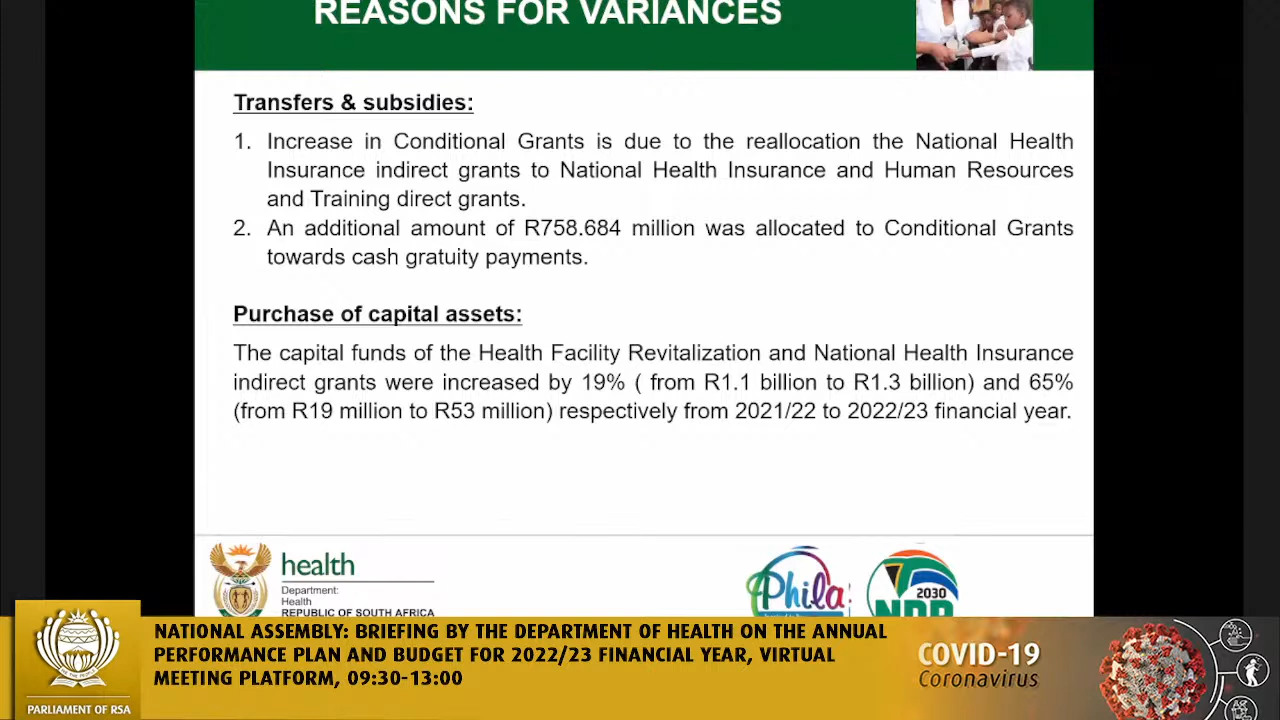 REASONS FOR VARIANCES
Transfers & subsidies:
1. Increase in Conditional Grants is due to the reallocation the National Health
Insurance indirect grants to National Health Insurance and Human Resources
and Training direct grants.
2. An additional amount of R758.684 million was allocated to Conditional Grants
towards cash gratuity payments.
Purchase of capital assets:
The capital funds of the Health Facility Revitalization and National Health Insurance
indirect grants were increased by 19% ( from R1.1 billion to R1.3 billion) and 65%
(from R19 million to R53 million) respectively from 2021/22 to 2022/23 financial year.
health
Department:
Health
REPUBLIC OF SOUTH AFRICA
Phila
2030
NDP
NATIONAL ASSEMBLY: BRIEFING BY THE DEPARTMENT OF HEALTH ON THE ANNUAL
PERFORMANCE PLAN AND BUDGET FOR 2022/23 FINANCIAL YEAR, VIRTUAL
MEETING PLATFORM, 09:30-13:00
PARLIAMENT OF RSA
COVID-19
Coronavirus